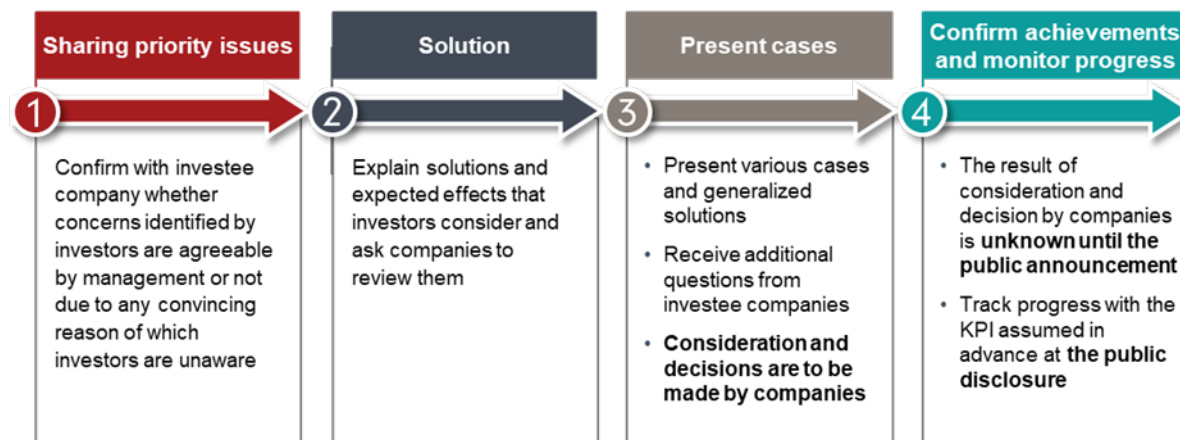 Sharing priority issues
1
Confirm with investee
company whether
concerns identified by
investors are agreeable
by management or not
due to any convincing
reason of which
investors are unaware
Solution
2
Explain solutions and
expected effects that
investors consider and
ask companies to
review them
Present cases
3
• Present various cases
and generalized
solutions
• Receive additional
questions from
investee companies
• Consideration and
decisions are to be
made by companies
Confirm achievements
and monitor progress
4
• The result of
consideration and
decision by companies
is unknown until the
public announcement
• Track progress with the
KPI assumed in
advance at the public
disclosure